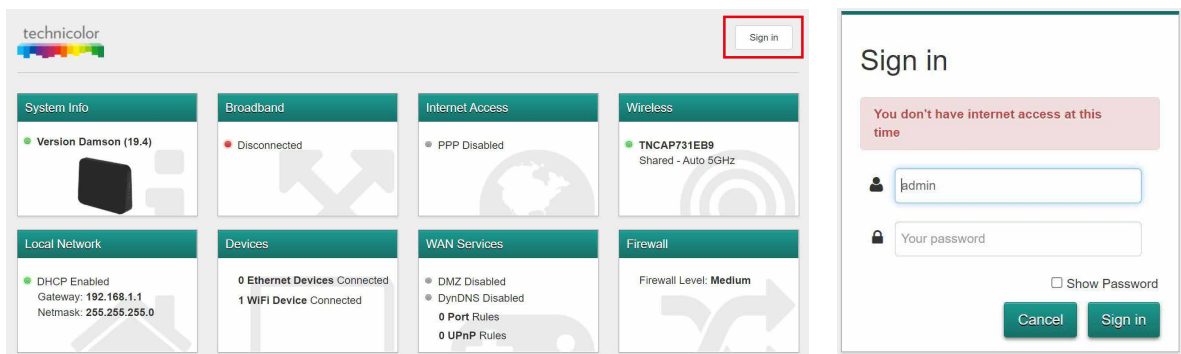 technicolor
Sign in
System Info
Version Damson (19.4)
Broadband
Disconnected
Internet Access
PPP Disabled
Wireless
TNCAP731EB9
Shared - Auto 5GHz
Local Network
DHCP Enabled
Gateway: 192.168.1.1
Netmask: 255.255.255.0
Devices
0 Ethernet Devices Connected
1 WiFi Device Connected
WAN Services
DMZ Disabled
DynDNS Disabled
0 Port Rules
0 UPnP Rules
Firewall
Firewall Level: Medium
Sign in
You don't have internet access at this
time
admin
Your password
Show Password
Cancel
Sign in